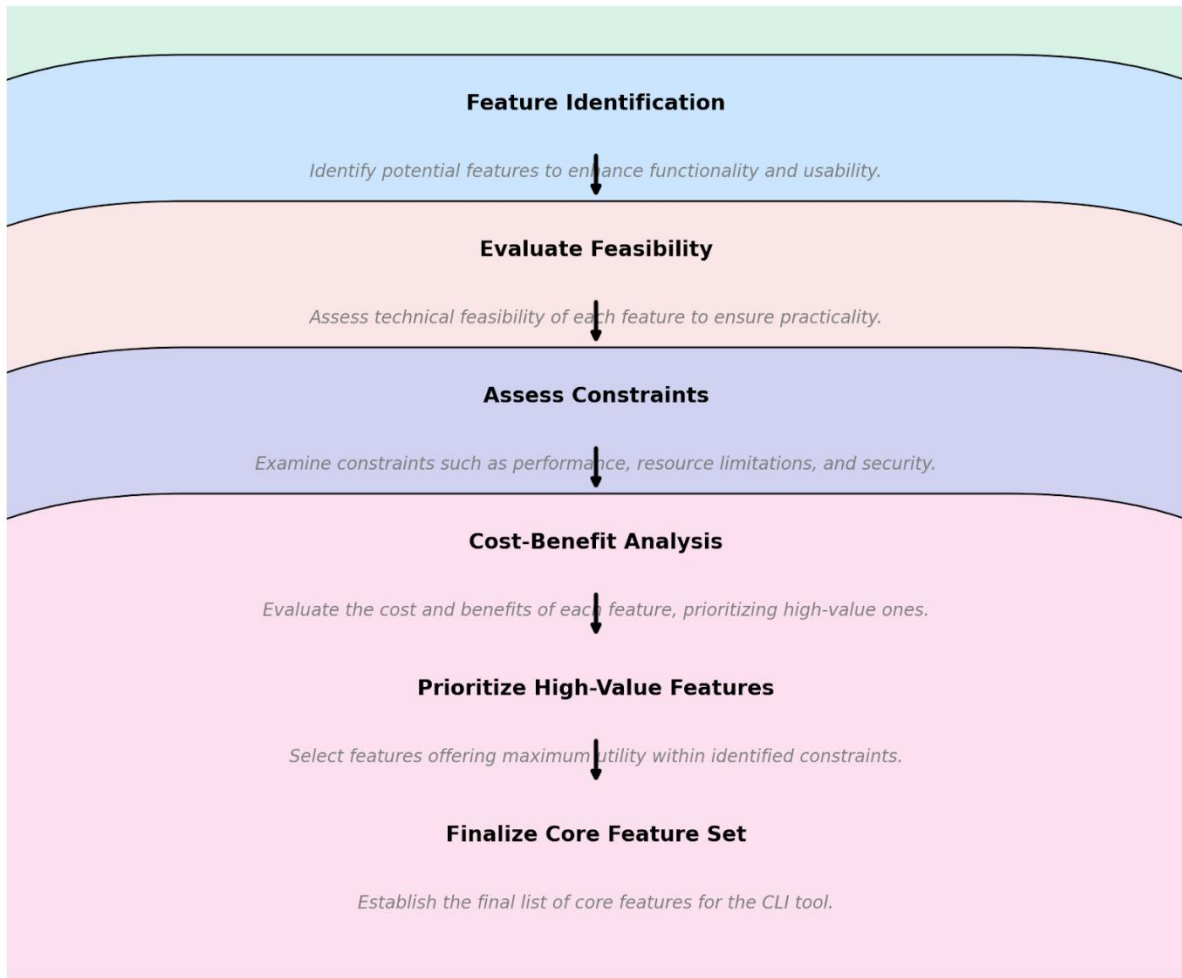 Feature Identification
Identify potential features to enhance functionality and usability.
Evaluate Feasibility
Assess technical feasibility of each feature to ensure practicality.
Assess Constraints
Examine constraints such as performance, resource limitations, and security.
Cost-Benefit Analysis
Evaluate the cost and benefits of each feature, prioritizing high-value ones.
Prioritize High-Value Features
Select features offering maximum utility within identified constraints.
Finalize Core Feature Set
Establish the final list of core features for the CLI tool.